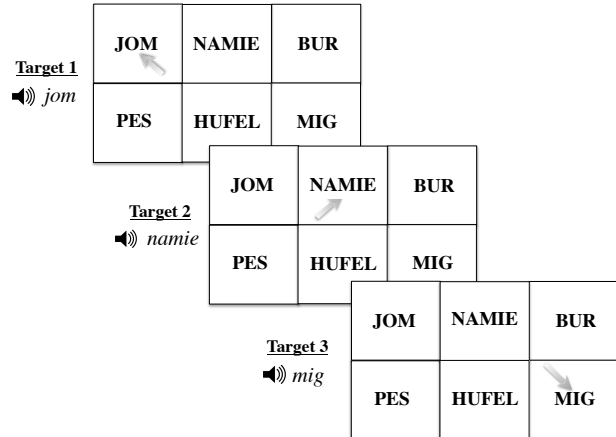 JOM NAMIE BUR
Target 1
jom
PES HUFEL MIG
JOM NAMIE BUR
Target 2
namie
PES HUFEL MIG
JOM NAMIE BUR
Target 3
mig
PES HUFEL MIG